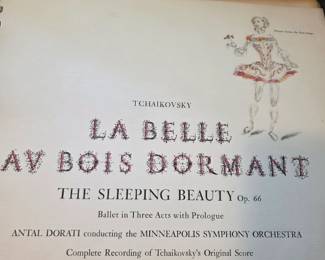 TCHAIKOVSKY
LA BELLE
AV BOIS DORMANT
THE SLEEPING BEAUTY Op. 66
Ballet in Three Acts with Prologue
ANTAL DORATI conducting the MINNEAPOLIS SYMPHONY ORCHESTRA
Complete Recording of Tchaikovsky's Original Score